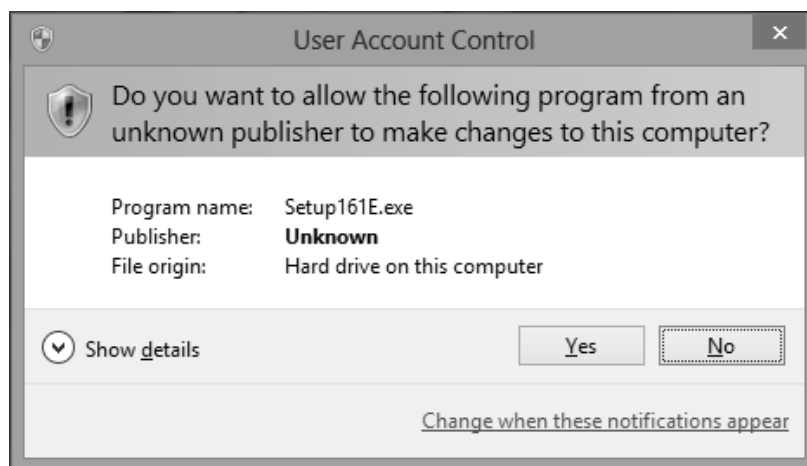 User Account Control
Do you want to allow the following program from an
unknown publisher to make changes to this computer?
Program name: Setup161E.exe
Publisher: Unknown
File origin: Hard drive on this computer
Show details Yes No
Change when these notifications appear